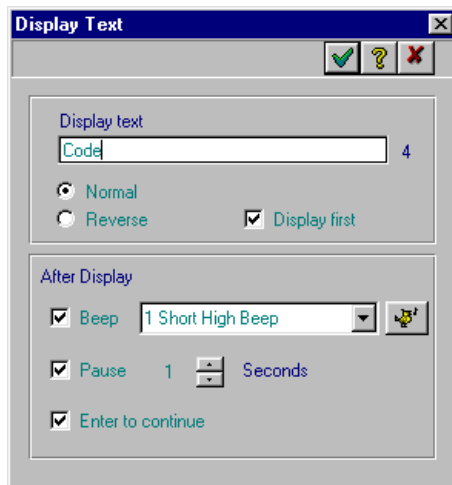 Display Text
Display text
Code 4
Normal
Reverse Display first
After Display
Beep 1 Short High Beep
Pause 1 Seconds
Enter to continue